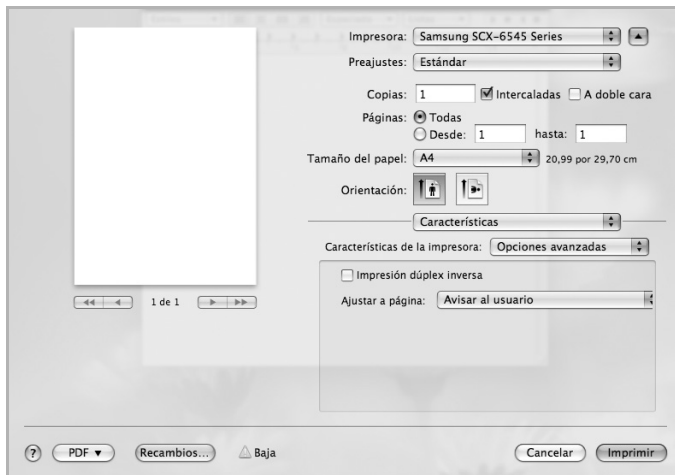 Impresora: Samsung SCX-6545 Series
Preajustes: Estándar
Copias: 1 Intercaladas A doble cara
Páginas: Todas
Desde: 1 hasta: 1
Tamaño del papel: A4 20,99 por 29,70 cm
Orientación:
Características
Características de la impresora: Opciones avanzadas
Impresión dúplex inversa
Ajustar a página: Avisar al usuario
1 de 1
? PDF Recambios... Baja Cancelar Imprimir